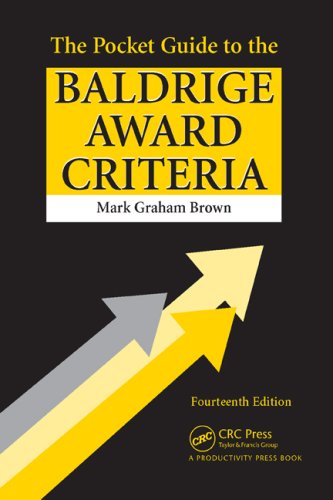 The Pocket Guide to the
BALDRIGE
AWARD
CRITERIA
Mark Graham Brown
Fourteenth Edition
CRC
CRC Press
Taylor & Francis Group
A PRODUCTIVITY PRESS BOOK